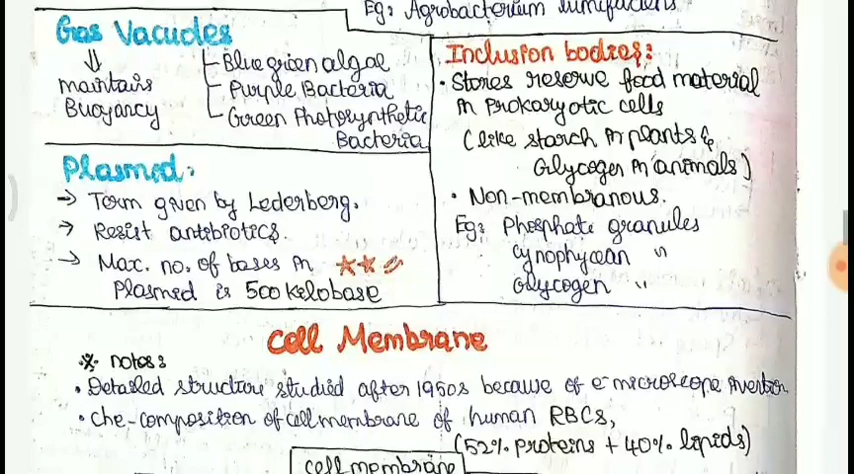 Eg: Agrobacterium tumifaciens
Gas Vacuoles
⇓
maintains
Buoyancy
Blue green algae
Purple Bacteria
Green Photosynthetic
Bacteria
Plasmid:
→ Term given by Lederberg.
→ Resist antibiotics.
→ Max. no. of bases in
Plasmid is 500 kilobase
Inclusion bodies:
• Stores reserve food material
in prokaryotic cells
(like starch in plants &
Glycogen in animals)
• Non-membranous.
Eg: Phosphate granules
Cynophycean "
Glycogen "
Cell Membrane
※ notes:
• Detailed structure studied after 1950s because of e- microscope invention
• Che-composition of cell membrane of human RBCs,
(52% proteins + 40% lipids)
cell membrane